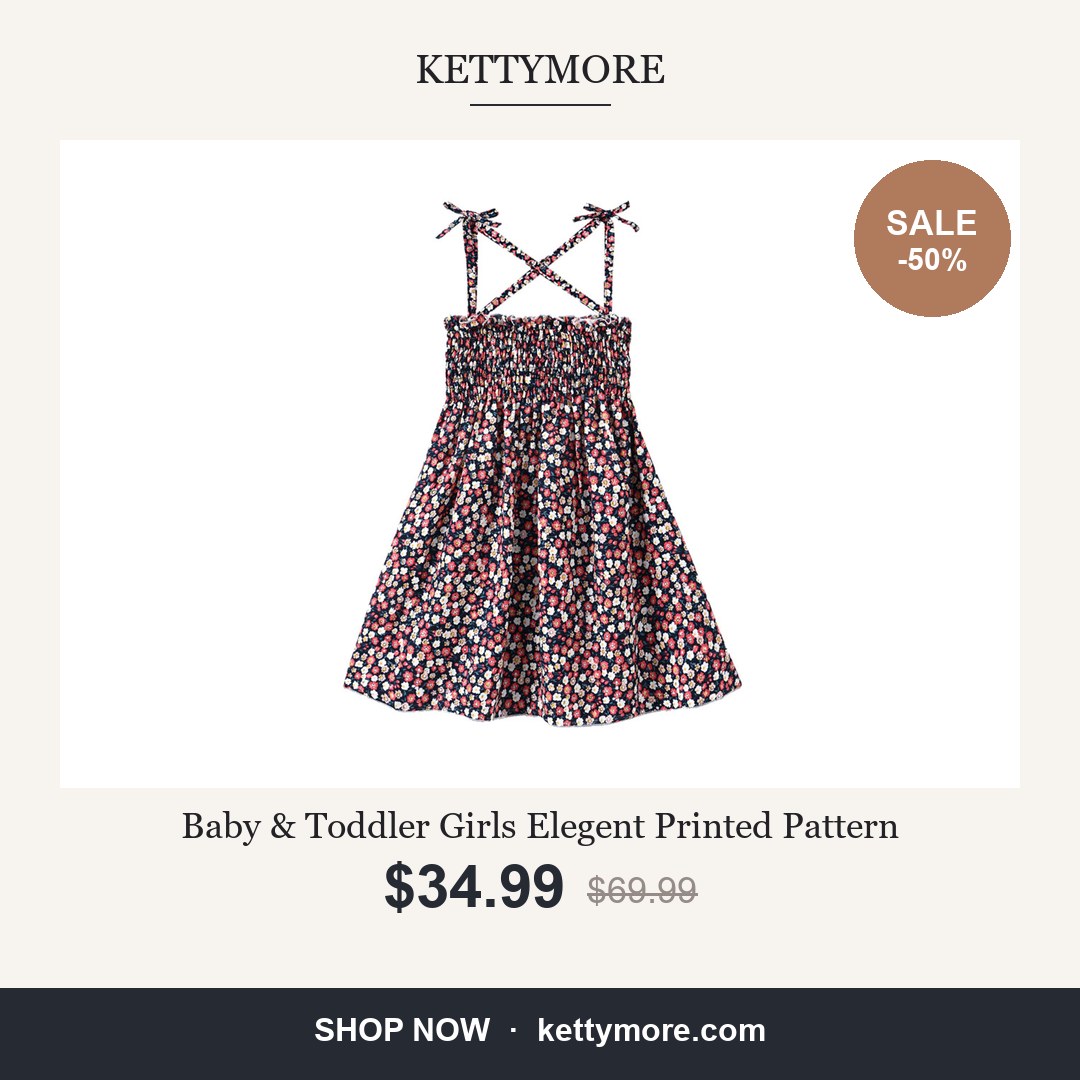 KETTYMORE
SALE
-50%
Baby & Toddler Girls Elegent Printed Pattern
$34.99 $69.99
SHOP NOW · kettymore.com